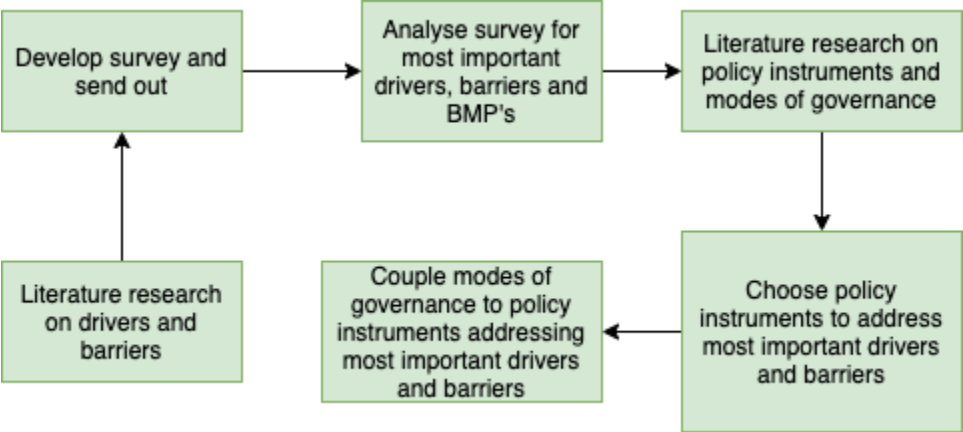 Develop survey and
send out
Analyse survey for
most important
drivers, barriers and
BMP's
Literature research on
policy instruments and
modes of governance
Literature research
on drivers and
barriers
Couple modes of
governance to policy
instruments addressing
most important drivers
and barriers
Choose policy
instruments to address
most important drivers
and barriers